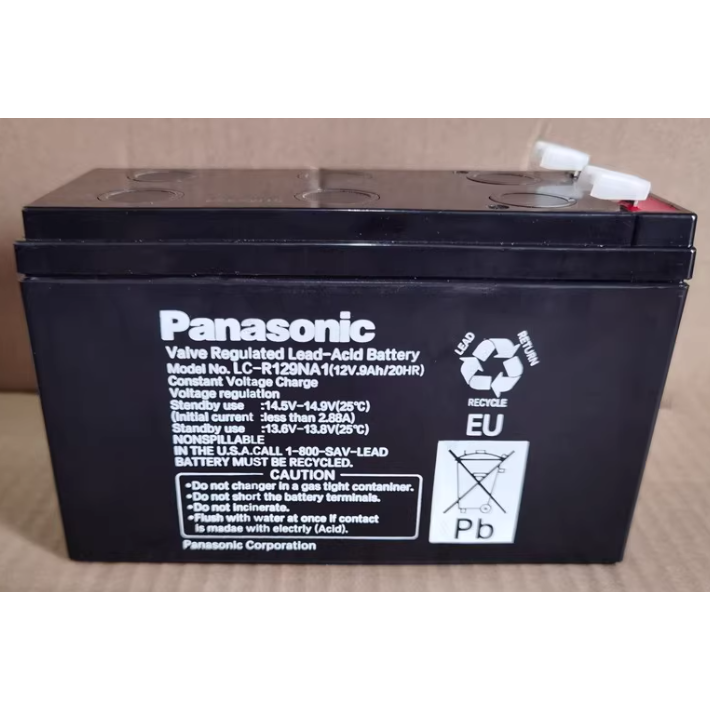 Panasonic
Valve Regulated Lead-Acid Battery
Model No. LC-R129NA1(12V.9Ah/20HR)
Constant Voltage Charge
Voltage regulation
Stendby use :14.5V-14.9V(25℃)
(Initial current :less than 2.88A)
Standby use :13.6V-13.8V(25℃)
NONSPILLABLE
IN THE U.S.A.CALL 1-800-SAV-LEAD
BATTERY MUST BE RECYCLED.
CAUTION
•Do not changer in a gas tight contaniner.
•Do not short the battery terminals.
•Do not incinerate.
•Flush with water at once if contact
is madae with electrly (Acid).
Panasonic Corporation
LEAD
RETURN
RECYCLE
EU
Pb